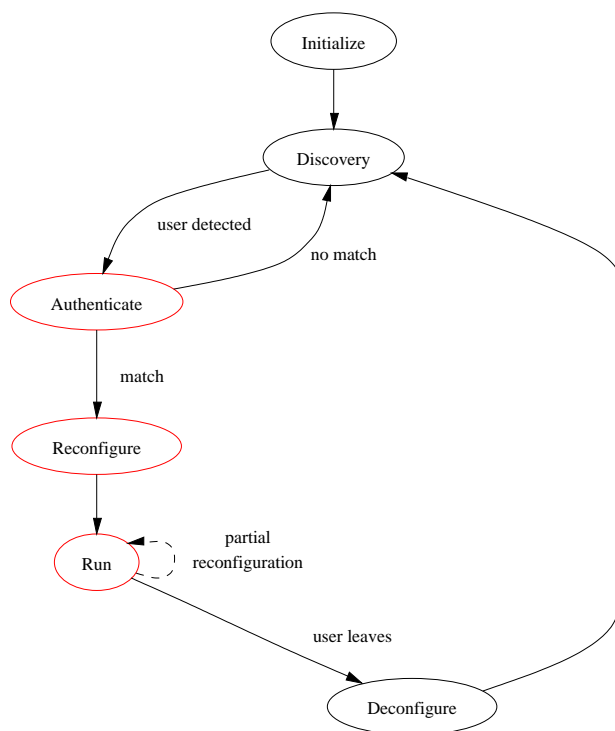 Initialize
Discovery
user detected
no match
Authenticate
match
Reconfigure
partial
reconfiguration
Run
user leaves
Deconfigure